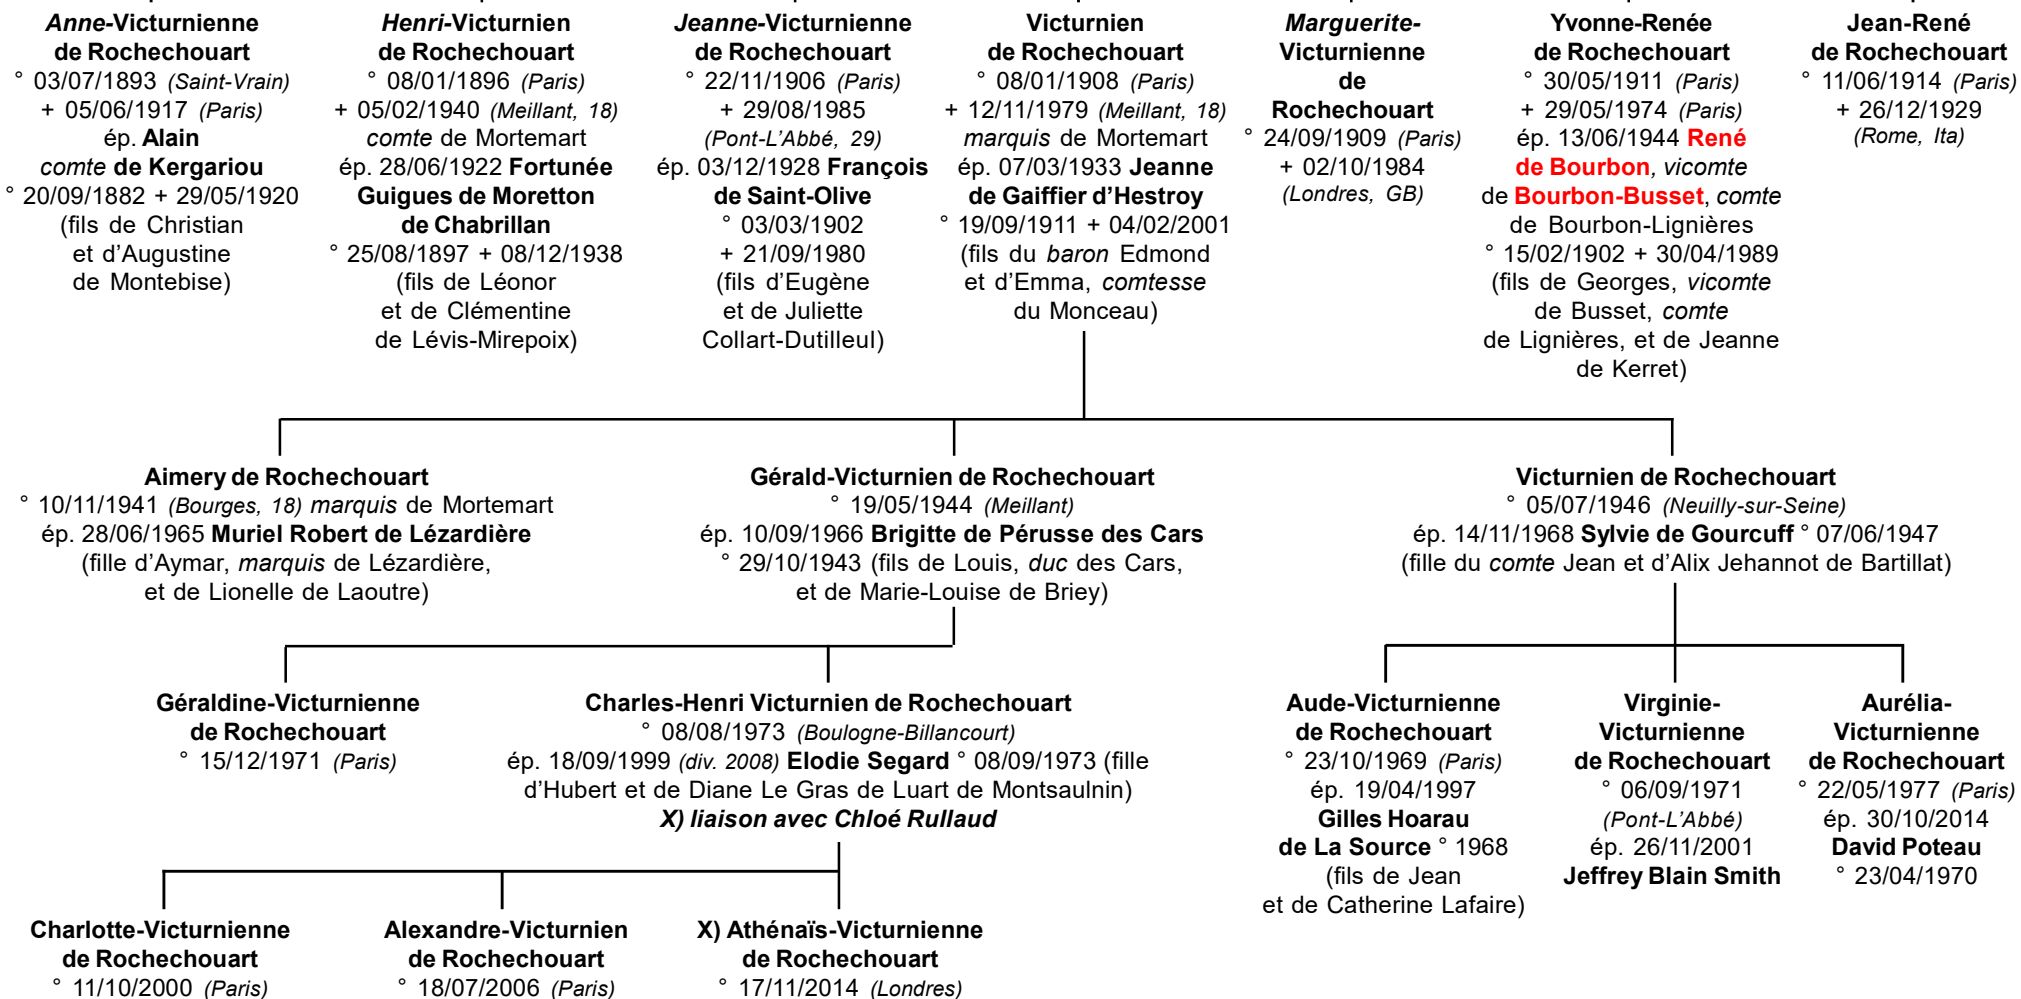 Anne-Victurnienne
de Rochechouart
° 03/07/1893 (Saint-Vrain)
+ 05/06/1917 (Paris)
ép. Alain
comte de Kergariou
° 20/09/1882 + 29/05/1920
(fils de Christian
et d'Augustine
de Montebise)
Henri-Victurnien
de Rochechouart
° 08/01/1896 (Paris)
+ 05/02/1940 (Meillant, 18)
comte de Mortemart
ép. 28/06/1922 Fortunée
Guigues de Moretton
de Chabrillan
° 25/08/1897 + 08/12/1938
(fils de Léonor
et de Clémentine
de Lévis-Mirepoix)
Jeanne-Victurnienne
de Rochechouart
° 22/11/1906 (Paris)
+ 29/08/1985
(Pont-L'Abbé, 29)
ép. 03/12/1928 François
de Saint-Olive
° 03/03/1902
+ 21/09/1980
(fils d'Eugène
et de Juliette
Collart-Dutilleul)
Victurnien
de Rochechouart
° 08/01/1908 (Paris)
+ 12/11/1979 (Meillant, 18)
marquis de Mortemart
ép. 07/03/1933 Jeanne
de Gaiffier d'Hestroy
° 19/09/1911 + 04/02/2001
(fils du baron Edmond
et d'Emma, comtesse
du Monceau)
Marguerite-
Victurnienne
de
Rochechouart
° 24/09/1909 (Paris)
+ 02/10/1984
(Londres, GB)
Yvonne-Renée
de Rochechouart
° 30/05/1911 (Paris)
+ 29/05/1974 (Paris)
ép. 13/06/1944 René
de Bourbon, vicomte
de Bourbon-Busset, comte
de Bourbon-Lignières
° 15/02/1902 + 30/04/1989
(fils de Georges, vicomte
de Busset, comte
de Lignières, et de Jeanne
de Kerret)
Jean-René
de Rochechouart
° 11/06/1914 (Paris)
+ 26/12/1929
(Rome, Ita)
Aimery de Rochechouart
° 10/11/1941 (Bourges, 18) marquis de Mortemart
ép. 28/06/1965 Muriel Robert de Lézardière
(fille d'Aymar, marquis de Lézardière,
et de Lionelle de Laoutre)
Gérald-Victurnien de Rochechouart
° 19/05/1944 (Meillant)
ép. 10/09/1966 Brigitte de Pérusse des Cars
° 29/10/1943 (fils de Louis, duc des Cars,
et de Marie-Louise de Briey)
Victurnien de Rochechouart
° 05/07/1946 (Neuilly-sur-Seine)
ép. 14/11/1968 Sylvie de Gourcuff ° 07/06/1947
(fille du comte Jean et d'Alix Jehannot de Bartillat)
Géraldine-Victurnienne
de Rochechouart
° 15/12/1971 (Paris)
Charles-Henri Victurnien de Rochechouart
° 08/08/1973 (Boulogne-Billancourt)
ép. 18/09/1999 (div. 2008) Elodie Segard ° 08/09/1973 (fille
d'Hubert et de Diane Le Gras de Luart de Montsaulnin)
X) liaison avec Chloé Rullaud
Aude-Victurnienne
de Rochechouart
° 23/10/1969 (Paris)
ép. 19/04/1997
Gilles Hoarau
de La Source ° 1968
(fils de Jean
et de Catherine Lafaire)
Virginie-
Victurnienne
de Rochechouart
° 06/09/1971
(Pont-L'Abbé)
ép. 26/11/2001
Jeffrey Blain Smith
Aurélia-
Victurnienne
de Rochechouart
° 22/05/1977 (Paris)
ép. 30/10/2014
David Poteau
° 23/04/1970
Charlotte-Victurnienne
de Rochechouart
° 11/10/2000 (Paris)
Alexandre-Victurnien
de Rochechouart
° 18/07/2006 (Paris)
X) Athénaïs-Victurnienne
de Rochechouart
° 17/11/2014 (Londres)